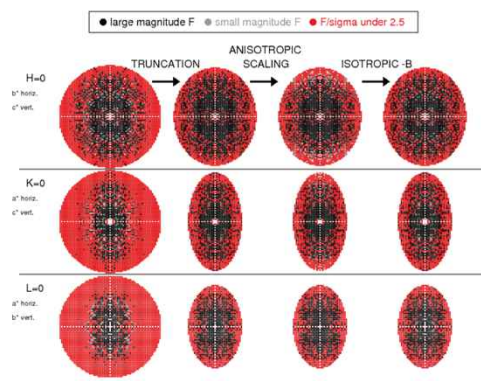 large magnitude F small magnitude F F/sigma under 2.5
TRUNCATION
ANISOTROPIC
SCALING
ISOTROPIC -B
H=0
b* horiz.
c* vert.
K=0
a* horiz.
c* vert.
L=0
a* horiz.
b* vert.